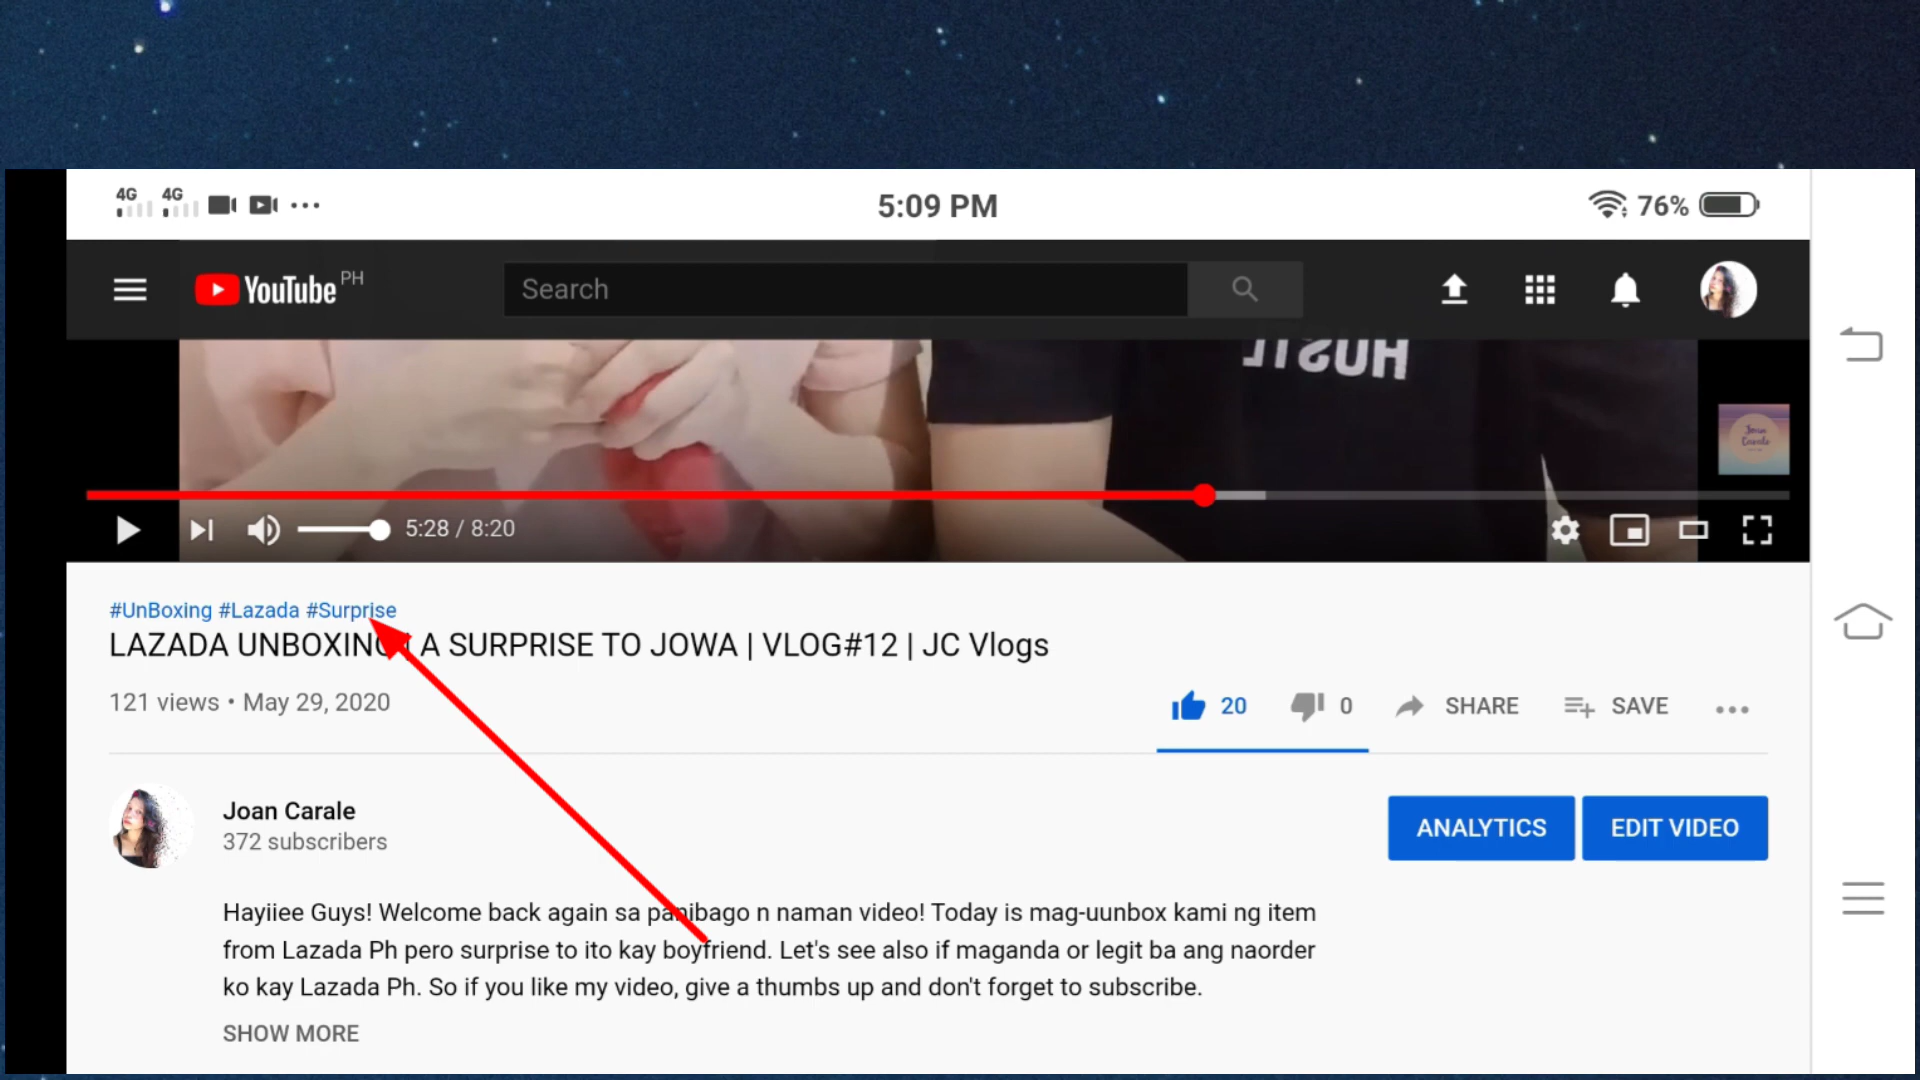 4G 4G 5:09 PM 76%
YouTube PH Search
HUSTL
Joan
Carale
5:28 / 8:20
#UnBoxing #Lazada #Surprise
LAZADA UNBOXING | A SURPRISE TO JOWA | VLOG#12 | JC Vlogs
121 views • May 29, 2020
20 0 SHARE SAVE
Joan Carale
372 subscribers
ANALYTICS EDIT VIDEO
Hayiiee Guys! Welcome back again sa panibago n naman video! Today is mag-uunbox kami ng item
from Lazada Ph pero surprise to ito kay boyfriend. Let's see also if maganda or legit ba ang naorder
ko kay Lazada Ph. So if you like my video, give a thumbs up and don't forget to subscribe.
SHOW MORE